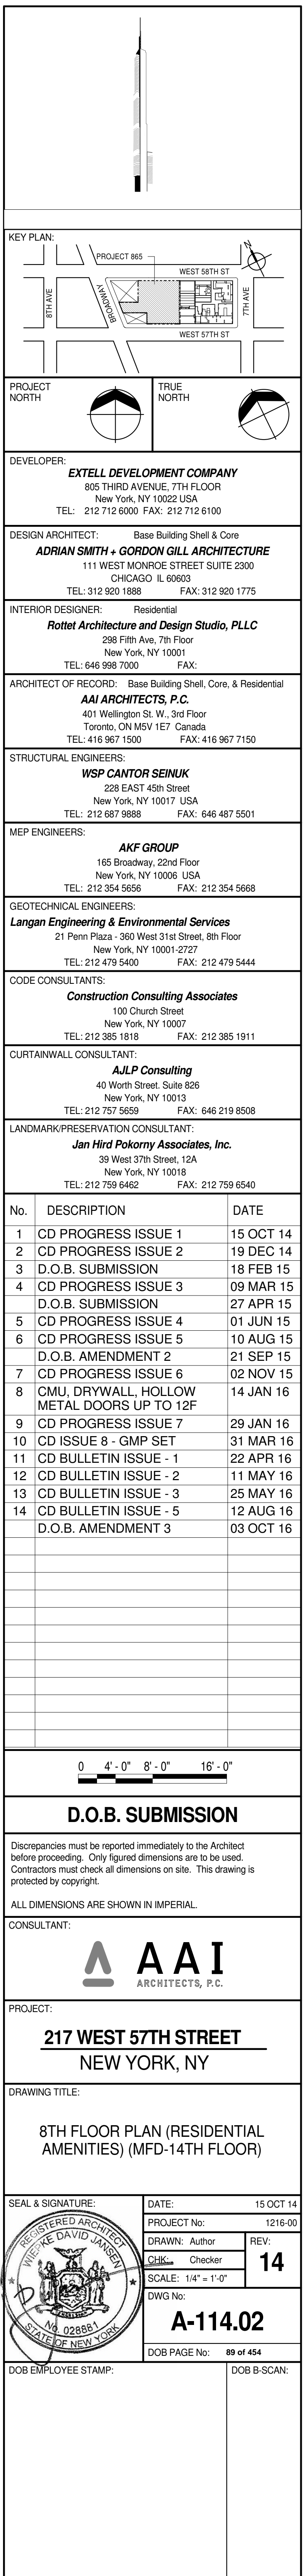 KEY PLAN:
N
PROJECT 865
WEST 58TH ST
8TH AVE
BROADWAY
7TH AVE
WEST 57TH ST
PROJECT
NORTH
TRUE
NORTH
DEVELOPER:
EXTELL DEVELOPMENT COMPANY
805 THIRD AVENUE, 7TH FLOOR
New York, NY 10022 USA
TEL: 212 712 6000 FAX: 212 712 6100
DESIGN ARCHITECT: Base Building Shell & Core
ADRIAN SMITH + GORDON GILL ARCHITECTURE
111 WEST MONROE STREET SUITE 2300
CHICAGO IL 60603
TEL: 312 920 1888 FAX: 312 920 1775
INTERIOR DESIGNER: Residential
Rottet Architecture and Design Studio, PLLC
298 Fifth Ave, 7th Floor
New York, NY 10001
TEL: 646 998 7000 FAX:
ARCHITECT OF RECORD: Base Building Shell, Core, & Residential
AAI ARCHITECTS, P.C.
401 Wellington St. W., 3rd Floor
Toronto, ON M5V 1E7 Canada
TEL: 416 967 1500 FAX: 416 967 7150
STRUCTURAL ENGINEERS:
WSP CANTOR SEINUK
228 EAST 45th Street
New York, NY 10017 USA
TEL: 212 687 9888 FAX: 646 487 5501
MEP ENGINEERS:
AKF GROUP
165 Broadway, 22nd Floor
New York, NY 10006 USA
TEL: 212 354 5656 FAX: 212 354 5668
GEOTECHNICAL ENGINEERS:
Langan Engineering & Environmental Services
21 Penn Plaza - 360 West 31st Street, 8th Floor
New York, NY 10001-2727
TEL: 212 479 5400 FAX: 212 479 5444
CODE CONSULTANTS:
Construction Consulting Associates
100 Church Street
New York, NY 10007
TEL: 212 385 1818 FAX: 212 385 1911
CURTAINWALL CONSULTANT:
AJLP Consulting
40 Worth Street. Suite 826
New York, NY 10013
TEL: 212 757 5659 FAX: 646 219 8508
LANDMARK/PRESERVATION CONSULTANT:
Jan Hird Pokorny Associates, Inc.
39 West 37th Street, 12A
New York, NY 10018
TEL: 212 759 6462 FAX: 212 759 6540
No. DESCRIPTION DATE
1 CD PROGRESS ISSUE 1 15 OCT 14
2 CD PROGRESS ISSUE 2 19 DEC 14
3 D.O.B. SUBMISSION 18 FEB 15
4 CD PROGRESS ISSUE 3 09 MAR 15
D.O.B. SUBMISSION 27 APR 15
5 CD PROGRESS ISSUE 4 01 JUN 15
6 CD PROGRESS ISSUE 5 10 AUG 15
D.O.B. AMENDMENT 2 21 SEP 15
7 CD PROGRESS ISSUE 6 02 NOV 15
8 CMU, DRYWALL, HOLLOW 14 JAN 16
METAL DOORS UP TO 12F
9 CD PROGRESS ISSUE 7 29 JAN 16
10 CD ISSUE 8 - GMP SET 31 MAR 16
11 CD BULLETIN ISSUE - 1 22 APR 16
12 CD BULLETIN ISSUE - 2 11 MAY 16
13 CD BULLETIN ISSUE - 3 25 MAY 16
14 CD BULLETIN ISSUE - 5 12 AUG 16
D.O.B. AMENDMENT 3 03 OCT 16
0 4' - 0" 8' - 0" 16' - 0"
D.O.B. SUBMISSION
Discrepancies must be reported immediately to the Architect
before proceeding. Only figured dimensions are to be used.
Contractors must check all dimensions on site. This drawing is
protected by copyright.
ALL DIMENSIONS ARE SHOWN IN IMPERIAL.
CONSULTANT:
AAI
ARCHITECTS, P.C.
PROJECT:
217 WEST 57TH STREET
NEW YORK, NY
DRAWING TITLE:
8TH FLOOR PLAN (RESIDENTIAL
AMENITIES) (MFD-14TH FLOOR)
SEAL & SIGNATURE:
REGISTERED ARCHITECT
DAVID JANSEN
No. 028881
STATE OF NEW YORK
DATE: 15 OCT 14
PROJECT No: 1216-00
DRAWN: Author
CHK: Checker
SCALE: 1/4" = 1'-0"
REV:
14
DWG No:
A-114.02
DOB PAGE No: 89 of 454
DOB EMPLOYEE STAMP:
DOB B-SCAN: